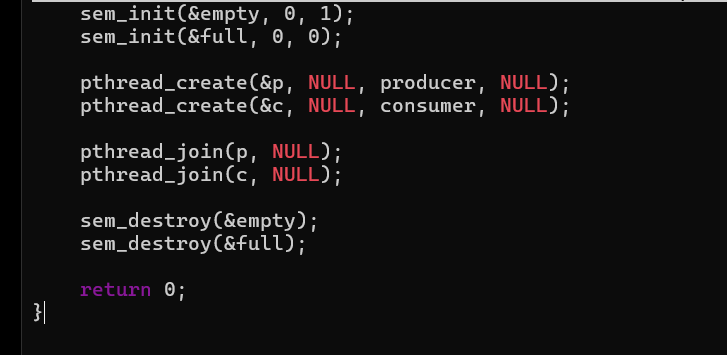 sem_init(&empty, 0, 1);
sem_init(&full, 0, 0);
pthread_create(&p, NULL, producer, NULL);
pthread_create(&c, NULL, consumer, NULL);
pthread_join(p, NULL);
pthread_join(c, NULL);
sem_destroy(&empty);
sem_destroy(&full);
return 0;
}